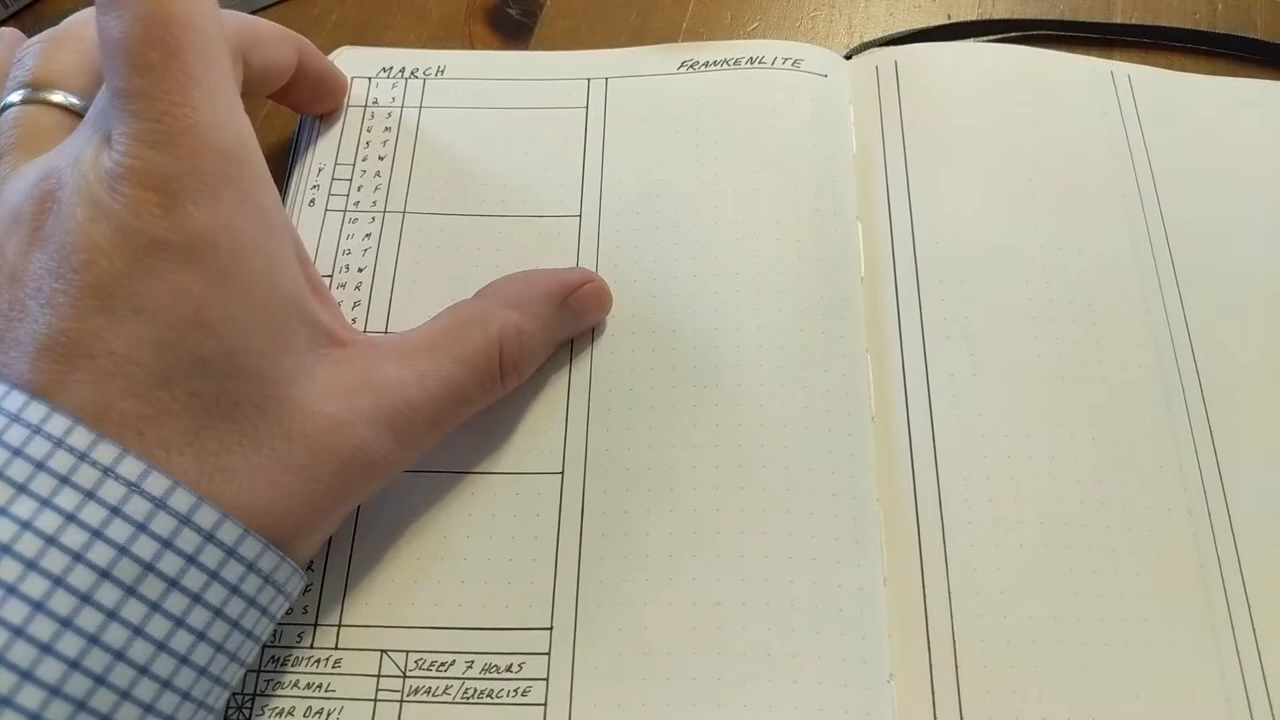 MARCH FRANKENLITE
1 F
2 S
3 S
4 M
5 T
6 W
7 R
8 F
9 S
10 S
11 M
12 T
13 W
14 R
F
S
Y M B
R
F
S
31 S
MEDITATE SLEEP 7 HOURS
JOURNAL WALK/EXERCISE
STAR DAY!